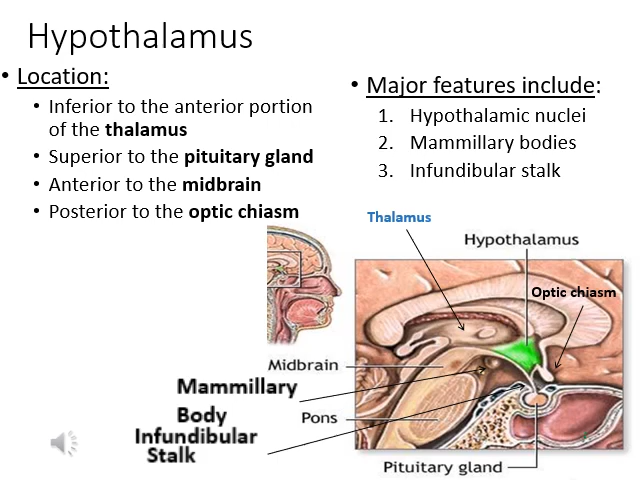 Hypothalamus
• Location:
• Inferior to the anterior portion
of the thalamus
• Superior to the pituitary gland
• Anterior to the midbrain
• Posterior to the optic chiasm
• Major features include:
1. Hypothalamic nuclei
2. Mammillary bodies
3. Infundibular stalk
Thalamus
Hypothalamus
Optic chiasm
Midbrain
Mammillary
Body
Pons
Infundibular
Stalk
Pituitary gland